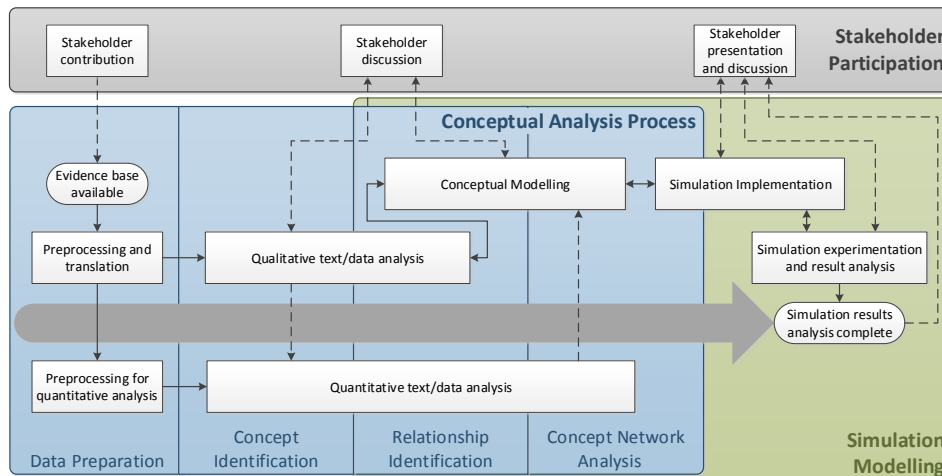 Stakeholder
contribution
Stakeholder
discussion
Stakeholder
presentation
and discussion
Stakeholder
Participation
Conceptual Analysis Process
Evidence base
available
Conceptual Modelling
Simulation Implementation
Preprocessing and
translation
Qualitative text/data analysis
Simulation experimentation
and result analysis
Simulation results
analysis complete
Preprocessing for
quantitative analysis
Quantitative text/data analysis
Data Preparation
Concept
Identification
Relationship
Identification
Concept Network
Analysis
Simulation
Modelling